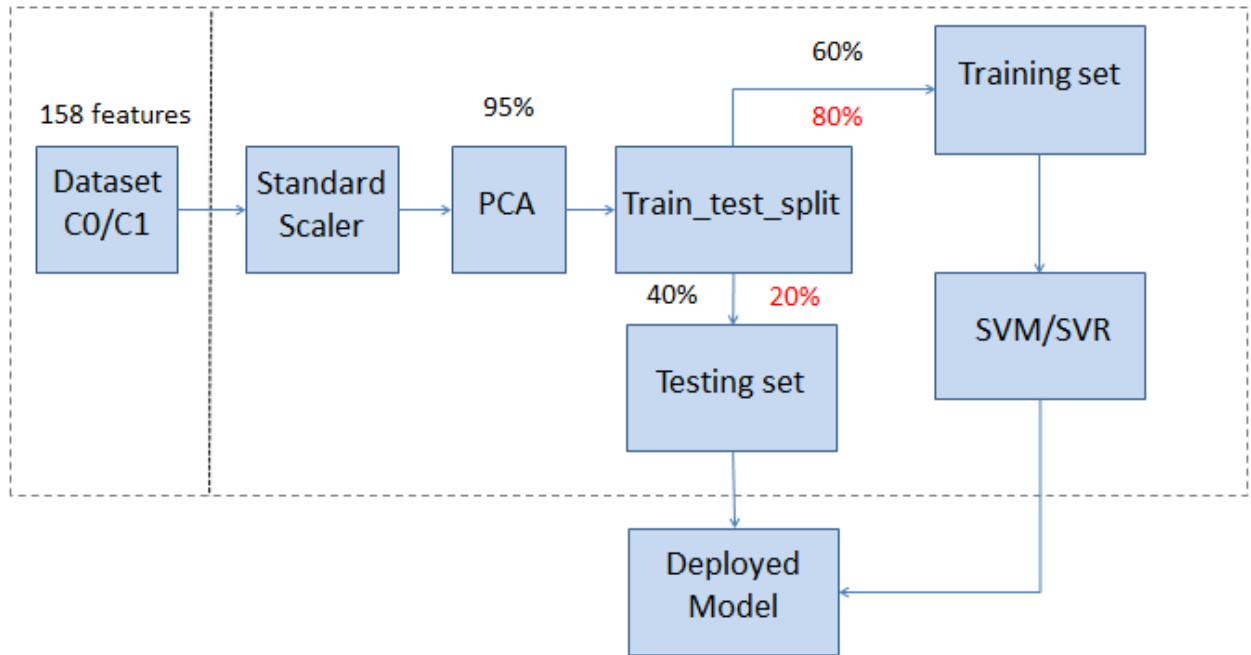 158 features
Dataset
C0/C1
Standard
Scaler
95%
PCA
Train_test_split
60%
80%
Training set
40%
20%
Testing set
SVM/SVR
Deployed
Model